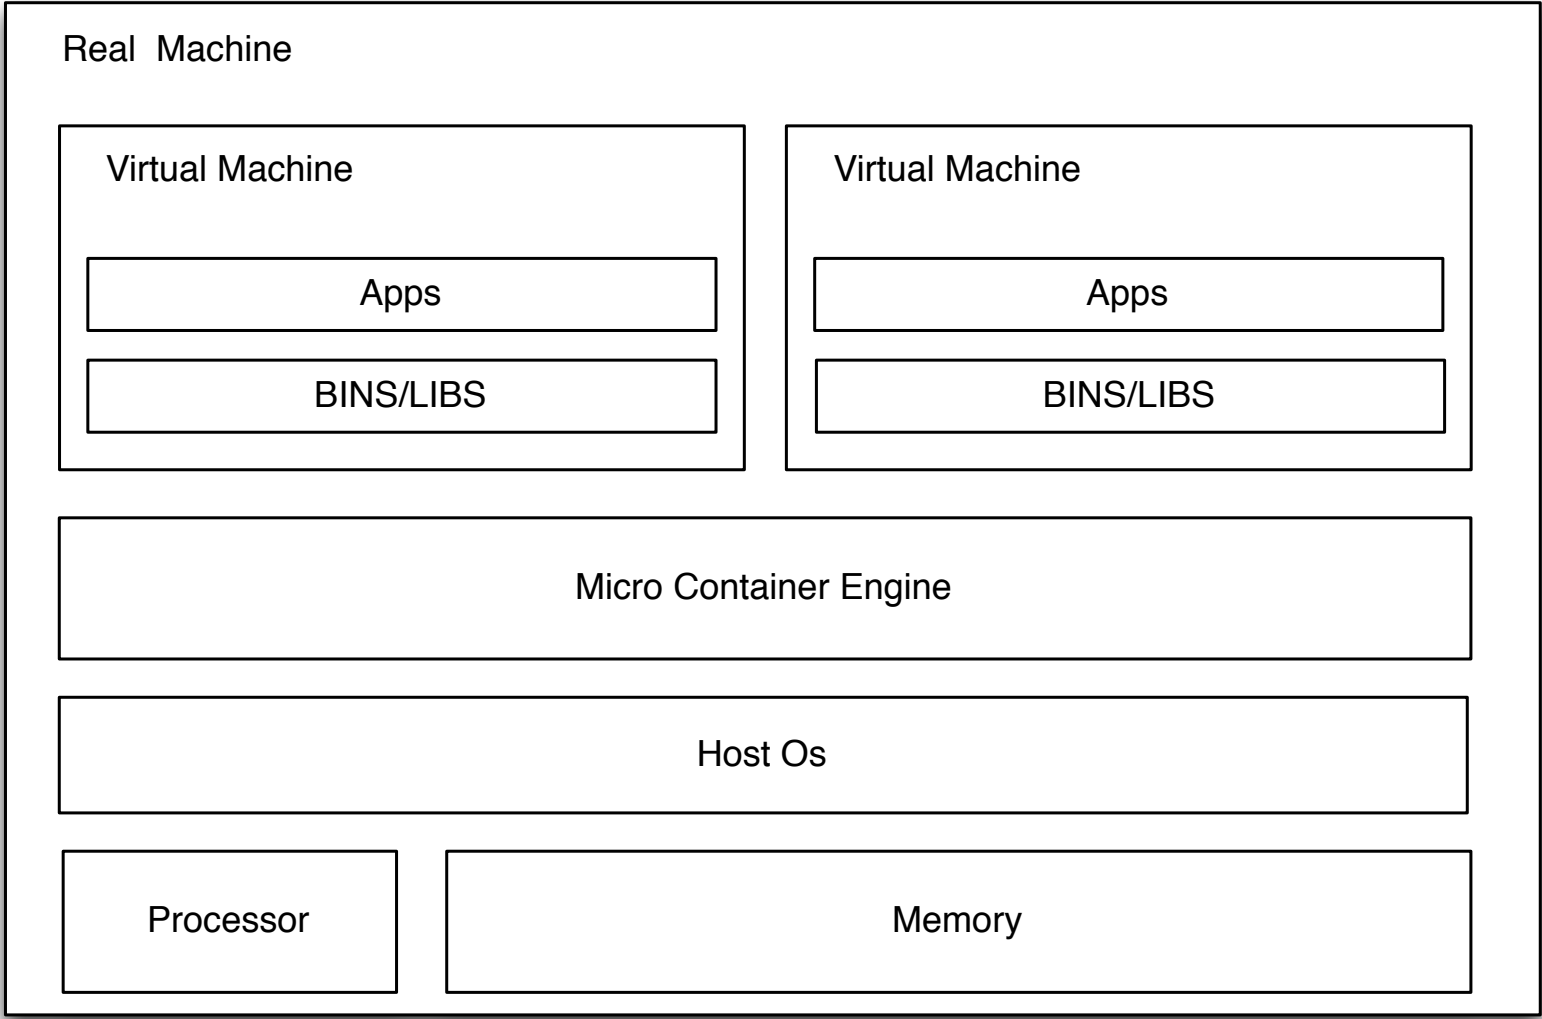 Real Machine
Virtual Machine
Virtual Machine
Apps
Apps
BINS/LIBS
BINS/LIBS
Micro Container Engine
Host Os
Processor
Memory